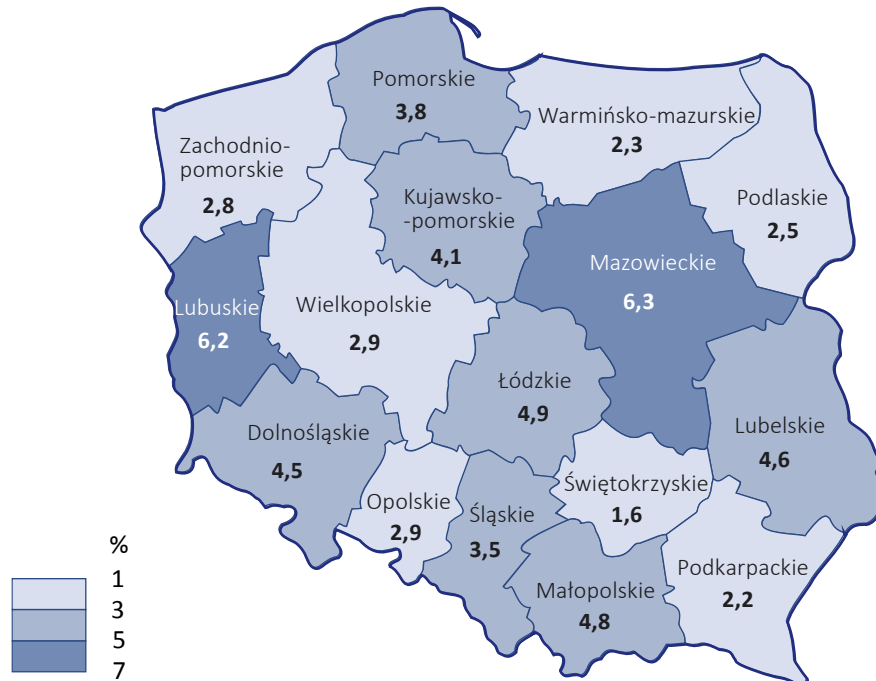 Pomorskie
3,8
Warmińsko-mazurskie
2,3
Zachodnio-
pomorskie
2,8
Kujawsko-
-pomorskie
4,1
Podlaskie
2,5
Mazowieckie
6,3
Lubuskie
6,2
Wielkopolskie
2,9
Łódzkie
4,9
Dolnośląskie
4,5
Lubelskie
4,6
Opolskie
2,9
Śląskie
3,5
Świętokrzyskie
1,6
Małopolskie
4,8
Podkarpackie
2,2
%
1
3
5
7